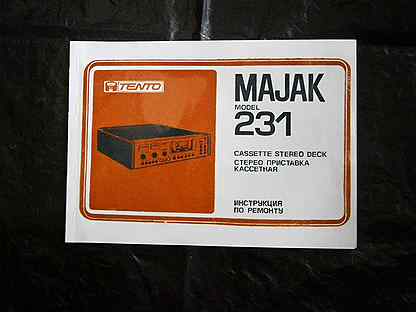 TENTO
MAJAK
MODEL
231
CASSETTE STEREO DECK
СТЕРЕО ПРИСТАВКА
КАССЕТНАЯ
ИНСТРУКЦИЯ
ПО РЕМОНТУ